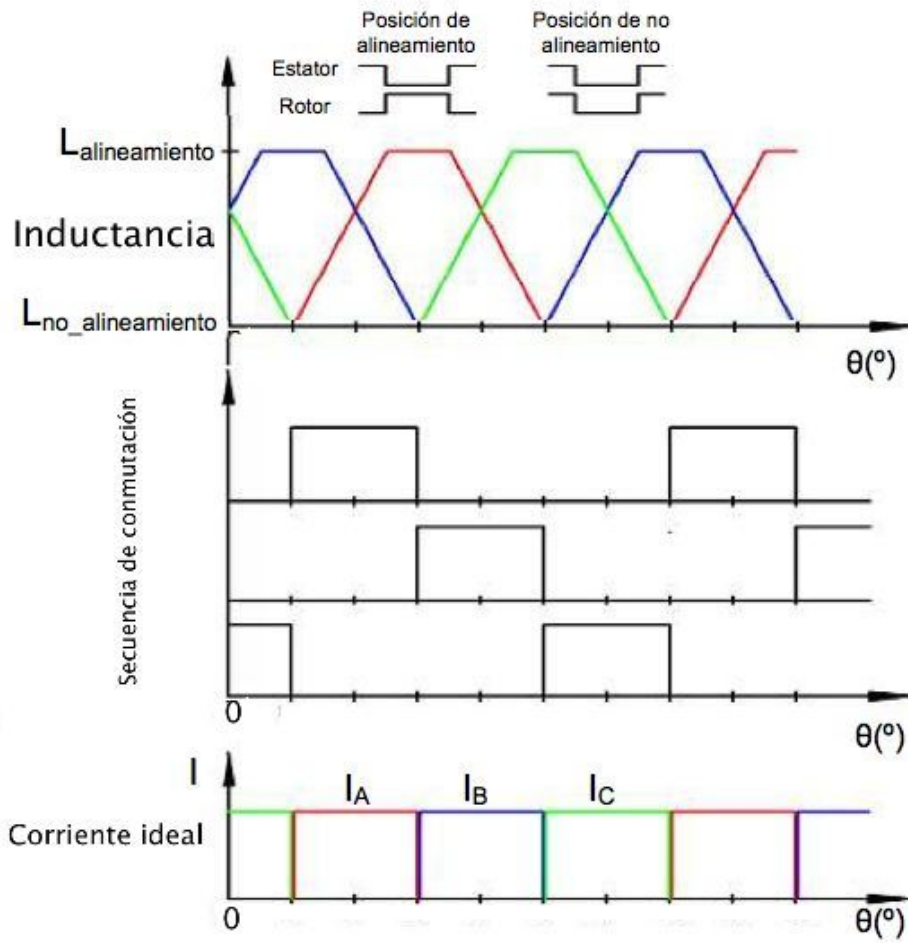 Posición de
alineamiento
Posición de no
alineamiento
Estator
Rotor
Lalineamiento
Inductancia
Lno_alineamiento
θ(º)
Secuencia de conmutación
0
θ(º)
I
IA
IB
IC
Corriente ideal
0
θ(º)